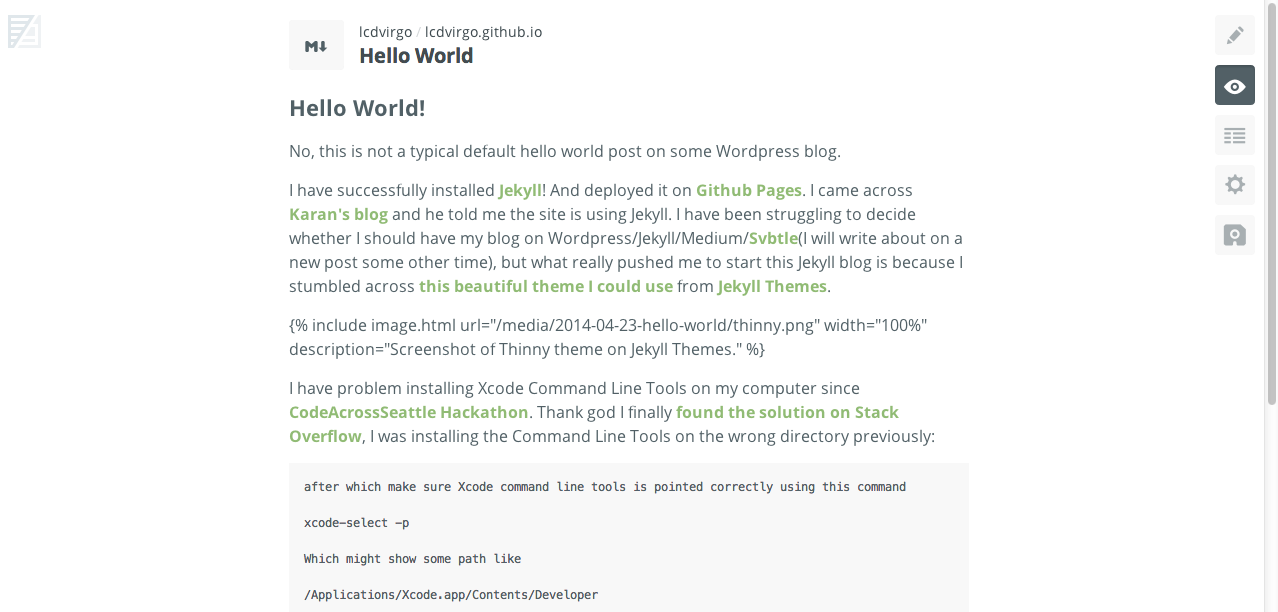 M↓
lcdvirgo / lcdvirgo.github.io
Hello World
Hello World!
No, this is not a typical default hello world post on some Wordpress blog.
I have successfully installed Jekyll! And deployed it on Github Pages. I came across
Karan's blog and he told me the site is using Jekyll. I have been struggling to decide
whether I should have my blog on Wordpress/Jekyll/Medium/Svbtle(I will write about on a
new post some other time), but what really pushed me to start this Jekyll blog is because I
stumbled across this beautiful theme I could use from Jekyll Themes.
{% include image.html url="/media/2014-04-23-hello-world/thinny.png" width="100%"
description="Screenshot of Thinny theme on Jekyll Themes." %}
I have problem installing Xcode Command Line Tools on my computer since
CodeAcrossSeattle Hackathon. Thank god I finally found the solution on Stack
Overflow, I was installing the Command Line Tools on the wrong directory previously:
after which make sure Xcode command line tools is pointed correctly using this command
xcode-select -p
Which might show some path like
/Applications/Xcode.app/Contents/Developer